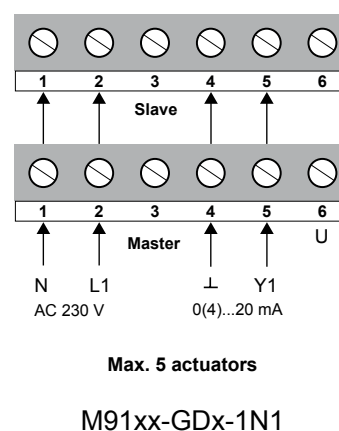 1 2 3 4 5 6
Slave
1 2 3 4 5 6
Master
U
N L1 ⊥ Y1
AC 230 V 0(4)...20 mA
Max. 5 actuators
M91xx-GDx-1N1